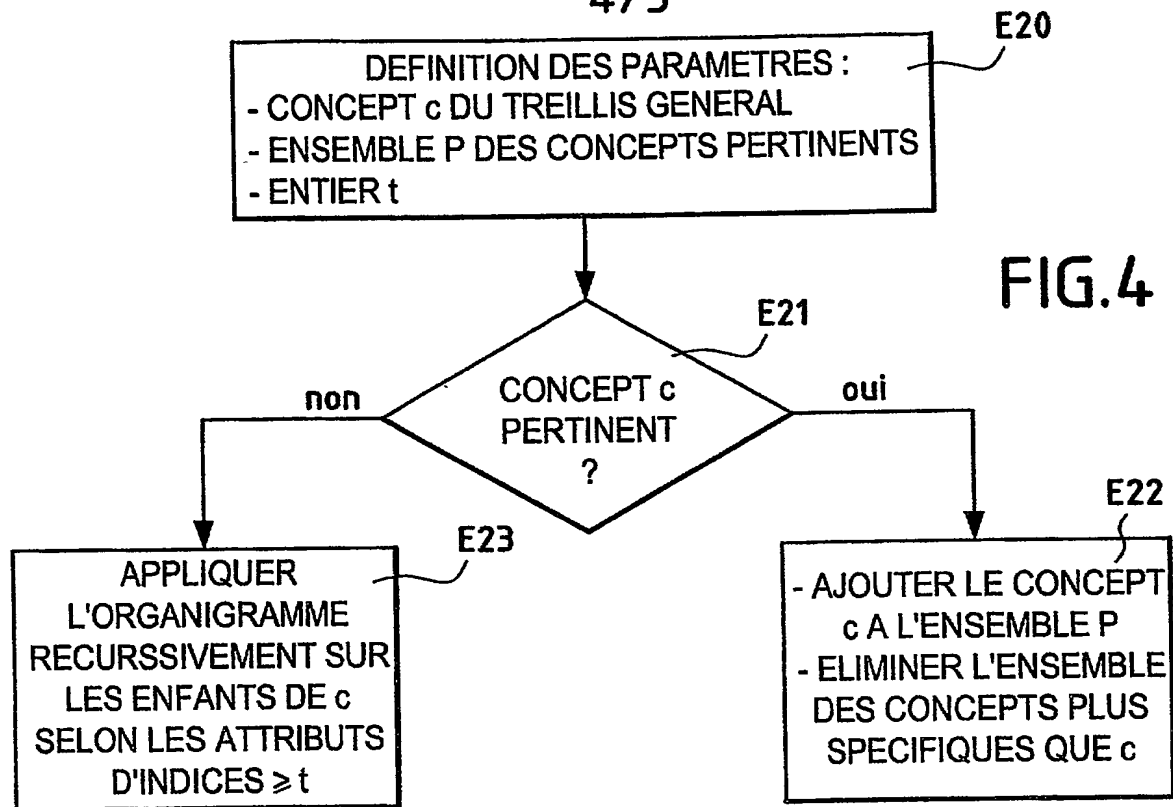 4/5
E20
DEFINITION DES PARAMETRES :
- CONCEPT c DU TREILLIS GENERAL
- ENSEMBLE P DES CONCEPTS PERTINENTS
- ENTIER t
FIG.4
E21
CONCEPT c
PERTINENT
?
non
oui
E23
APPLIQUER
L'ORGANIGRAMME
RECURSSIVEMENT SUR
LES ENFANTS DE c
SELON LES ATTRIBUTS
D'INDICES ⩾ t
E22
- AJOUTER LE CONCEPT
c A L'ENSEMBLE P
- ELIMINER L'ENSEMBLE
DES CONCEPTS PLUS
SPECIFIQUES QUE c